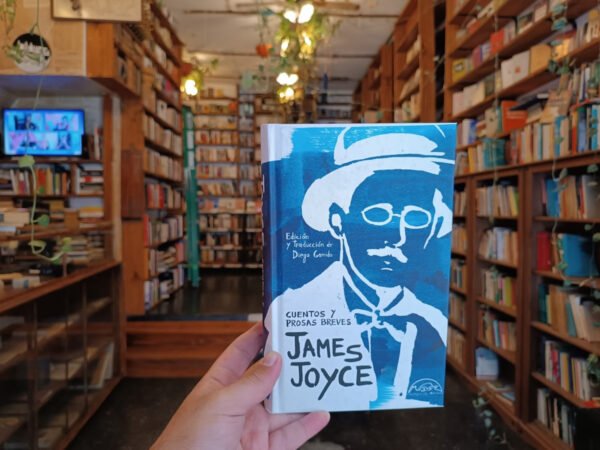 Edición
y Traducción de
Diego Garrido
CUENTOS Y
PROSAS BREVES
JAMES
JOYCE